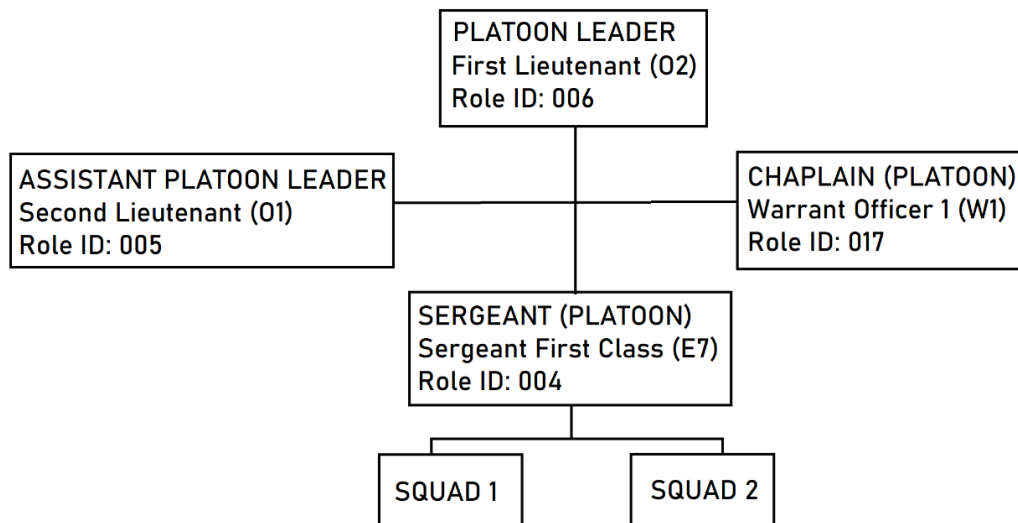 PLATOON LEADER
First Lieutenant (O2)
Role ID: 006
ASSISTANT PLATOON LEADER
Second Lieutenant (O1)
Role ID: 005
CHAPLAIN (PLATOON)
Warrant Officer 1 (W1)
Role ID: 017
SERGEANT (PLATOON)
Sergeant First Class (E7)
Role ID: 004
SQUAD 1
SQUAD 2